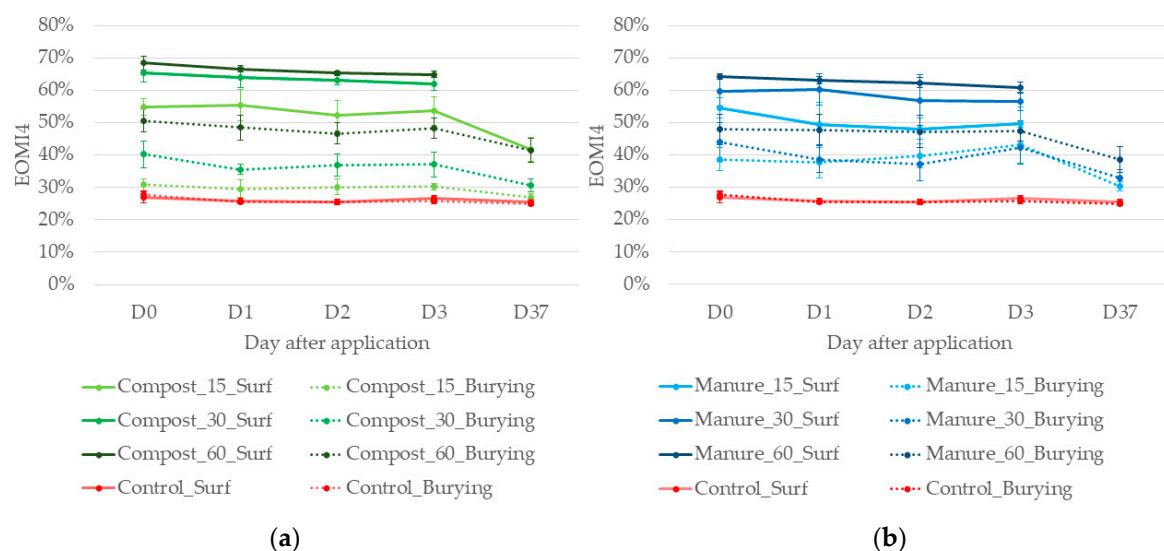 80%
70%
60%
50%
40%
30%
20%
10%
0%
EOMI4
D0 D1 D2 D3 D37
Day after application
Compost_15_Surf Compost_15_Burying
Compost_30_Surf Compost_30_Burying
Compost_60_Surf Compost_60_Burying
Control_Surf Control_Burying
(a)
80%
70%
60%
50%
40%
30%
20%
10%
0%
EOMI4
D0 D1 D2 D3 D37
Day after application
Manure_15_Surf Manure_15_Burying
Manure_30_Surf Manure_30_Burying
Manure_60_Surf Manure_60_Burying
Control_Surf Control_Burying
(b)